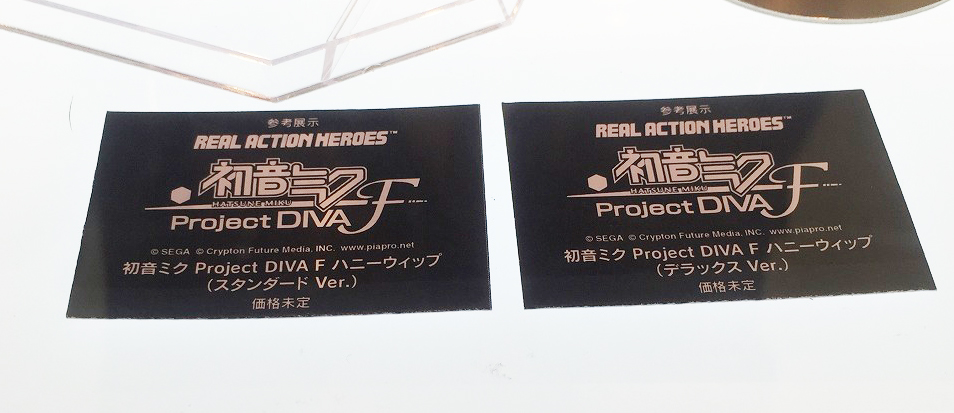 参考展示
REAL ACTION HEROES™
初音ミク
HATSUNE MIKU
Project DIVA F
© SEGA © Crypton Future Media, INC. www.piapro.net
初音ミク Project DIVA F ハニーウィップ
(スタンダード Ver.)
価格未定
参考展示
REAL ACTION HEROES™
初音ミク
HATSUNE MIKU
Project DIVA F
© SEGA © Crypton Future Media, INC. www.piapro.net
初音ミク Project DIVA F ハニーウィップ
(デラックス Ver.)
価格未定